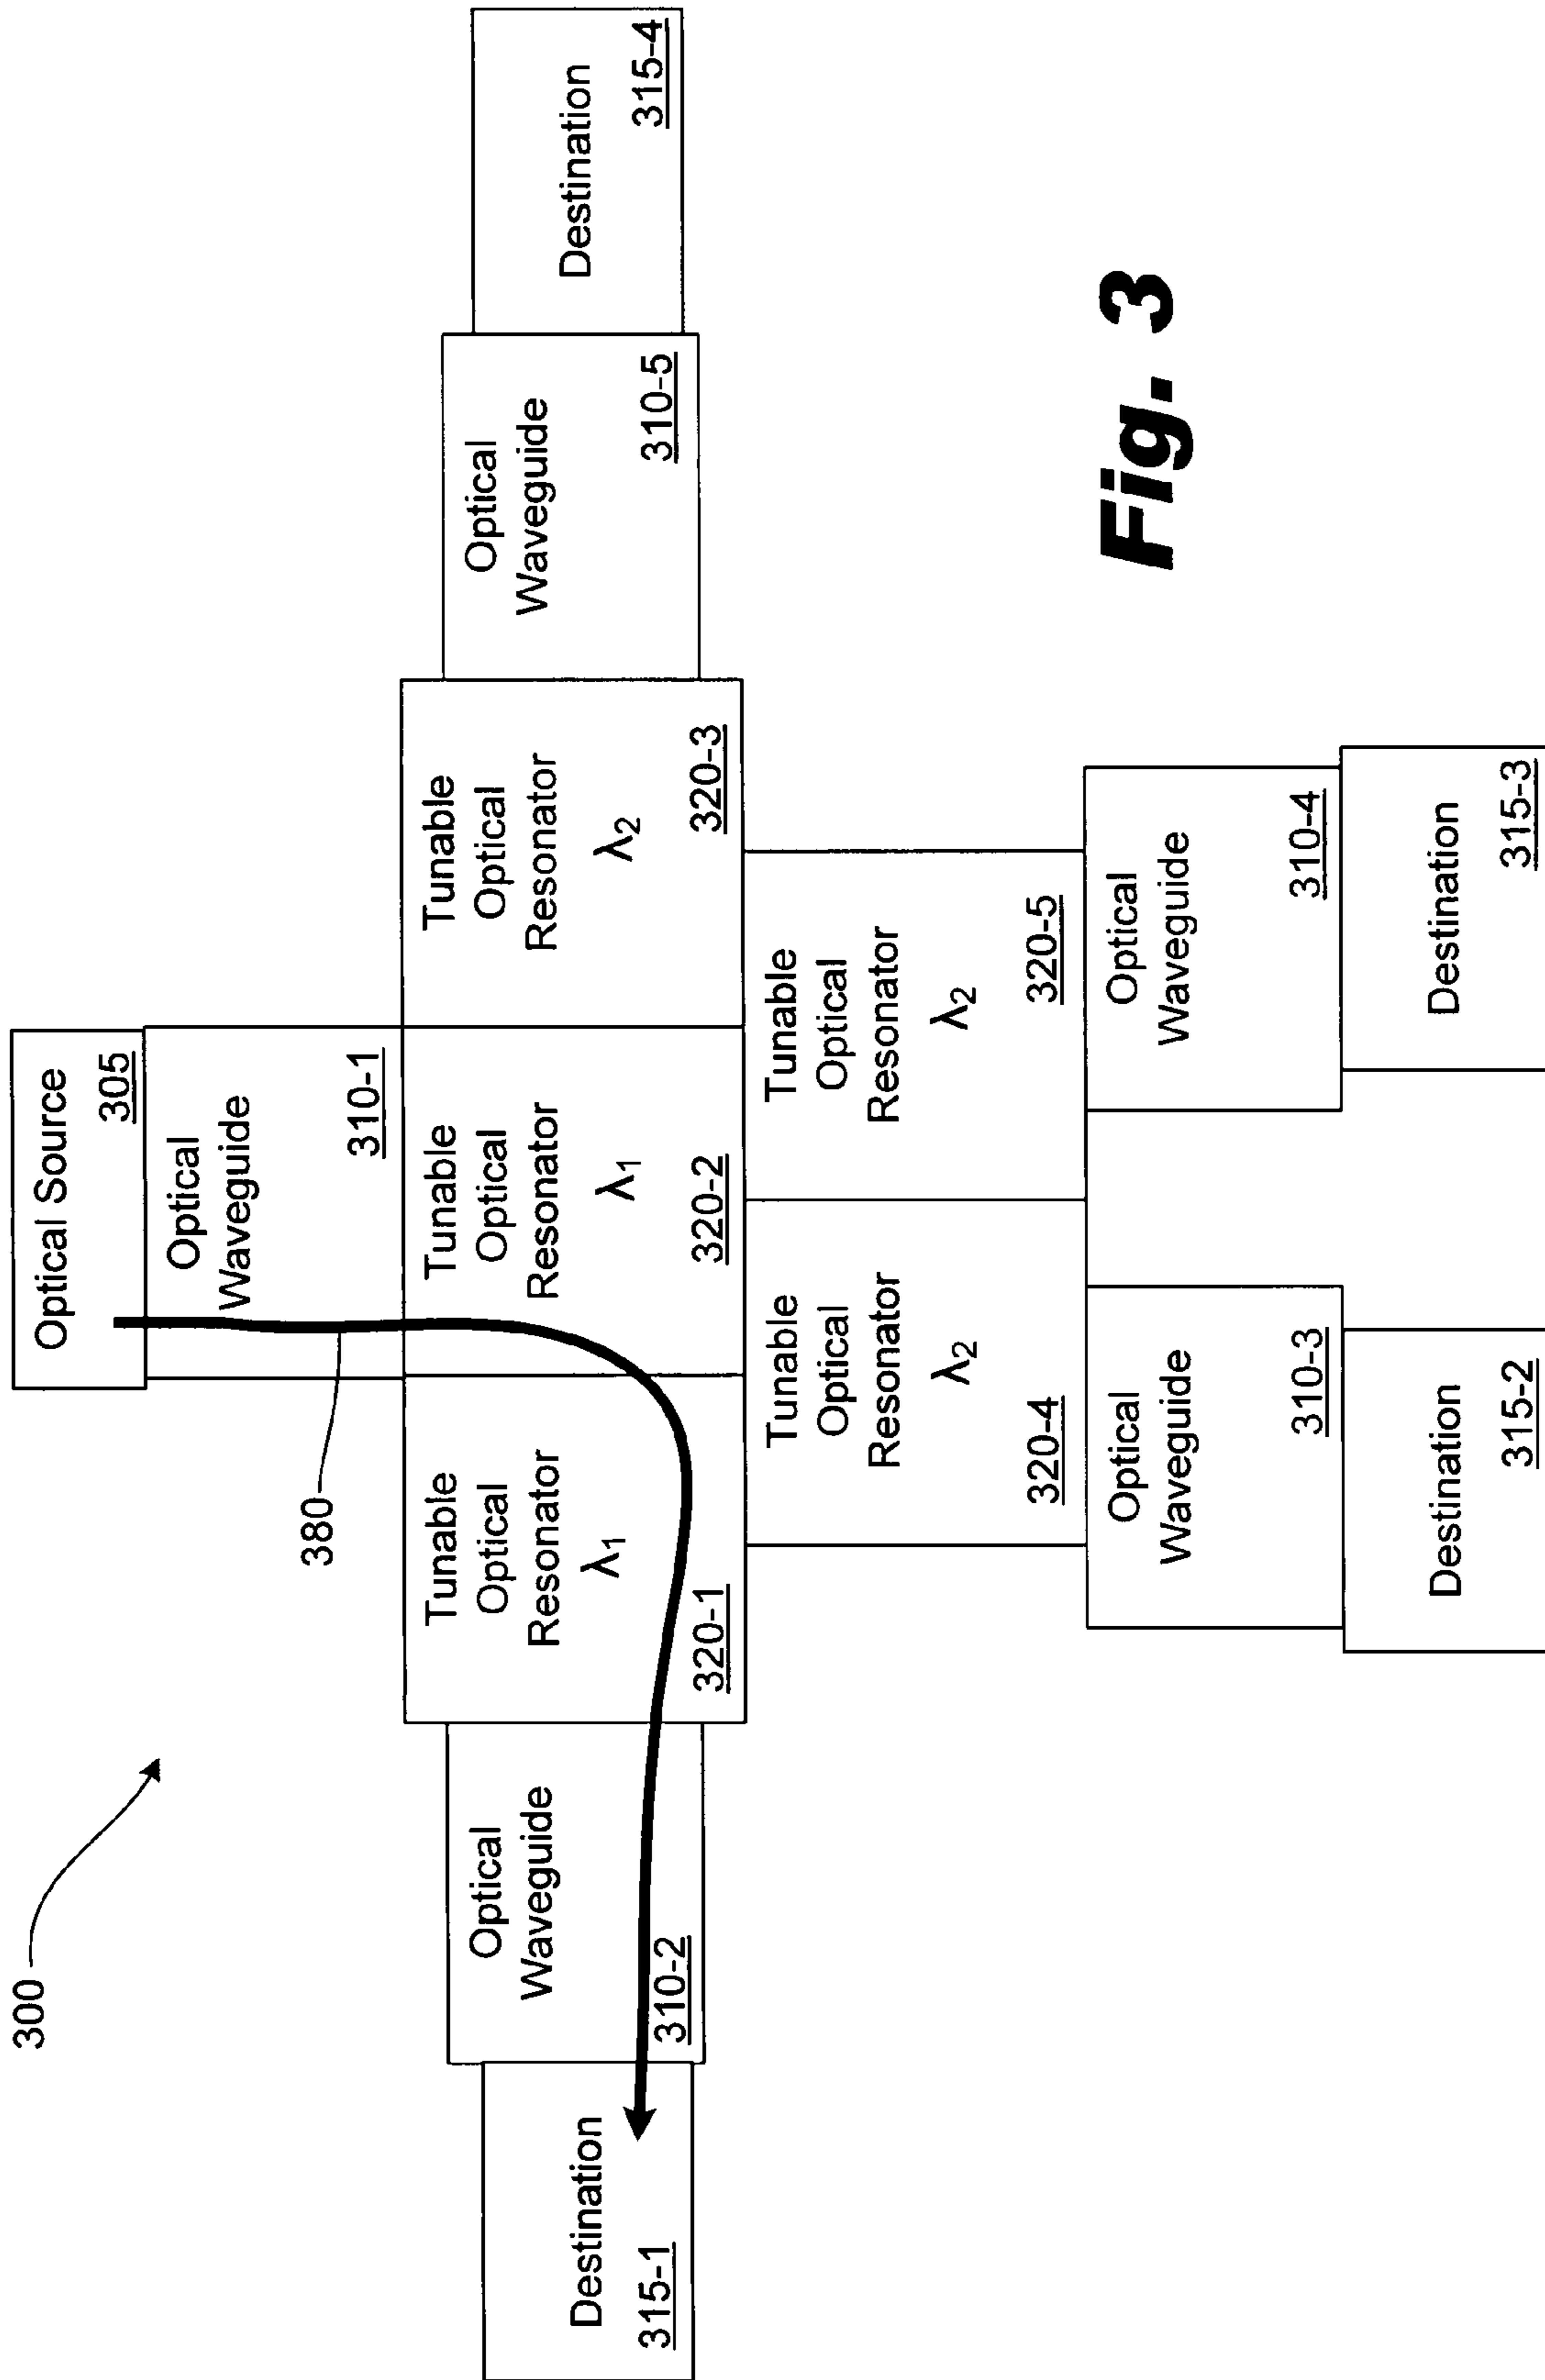 300
Optical Source
305
Optical
Waveguide
310-1
380
Destination
315-1
Optical
Waveguide
310-2
Tunable
Optical
Resonator
λ1
320-1
Tunable
Optical
Resonator
λ1
320-2
Tunable
Optical
Resonator
λ2
320-3
Optical
Waveguide
310-5
Destination
315-4
Tunable
Optical
Resonator
λ2
320-4
Tunable
Optical
Resonator
λ2
320-5
Optical
Waveguide
310-3
Optical
Waveguide
310-4
Destination
315-2
Destination
315-3
Fig. 3